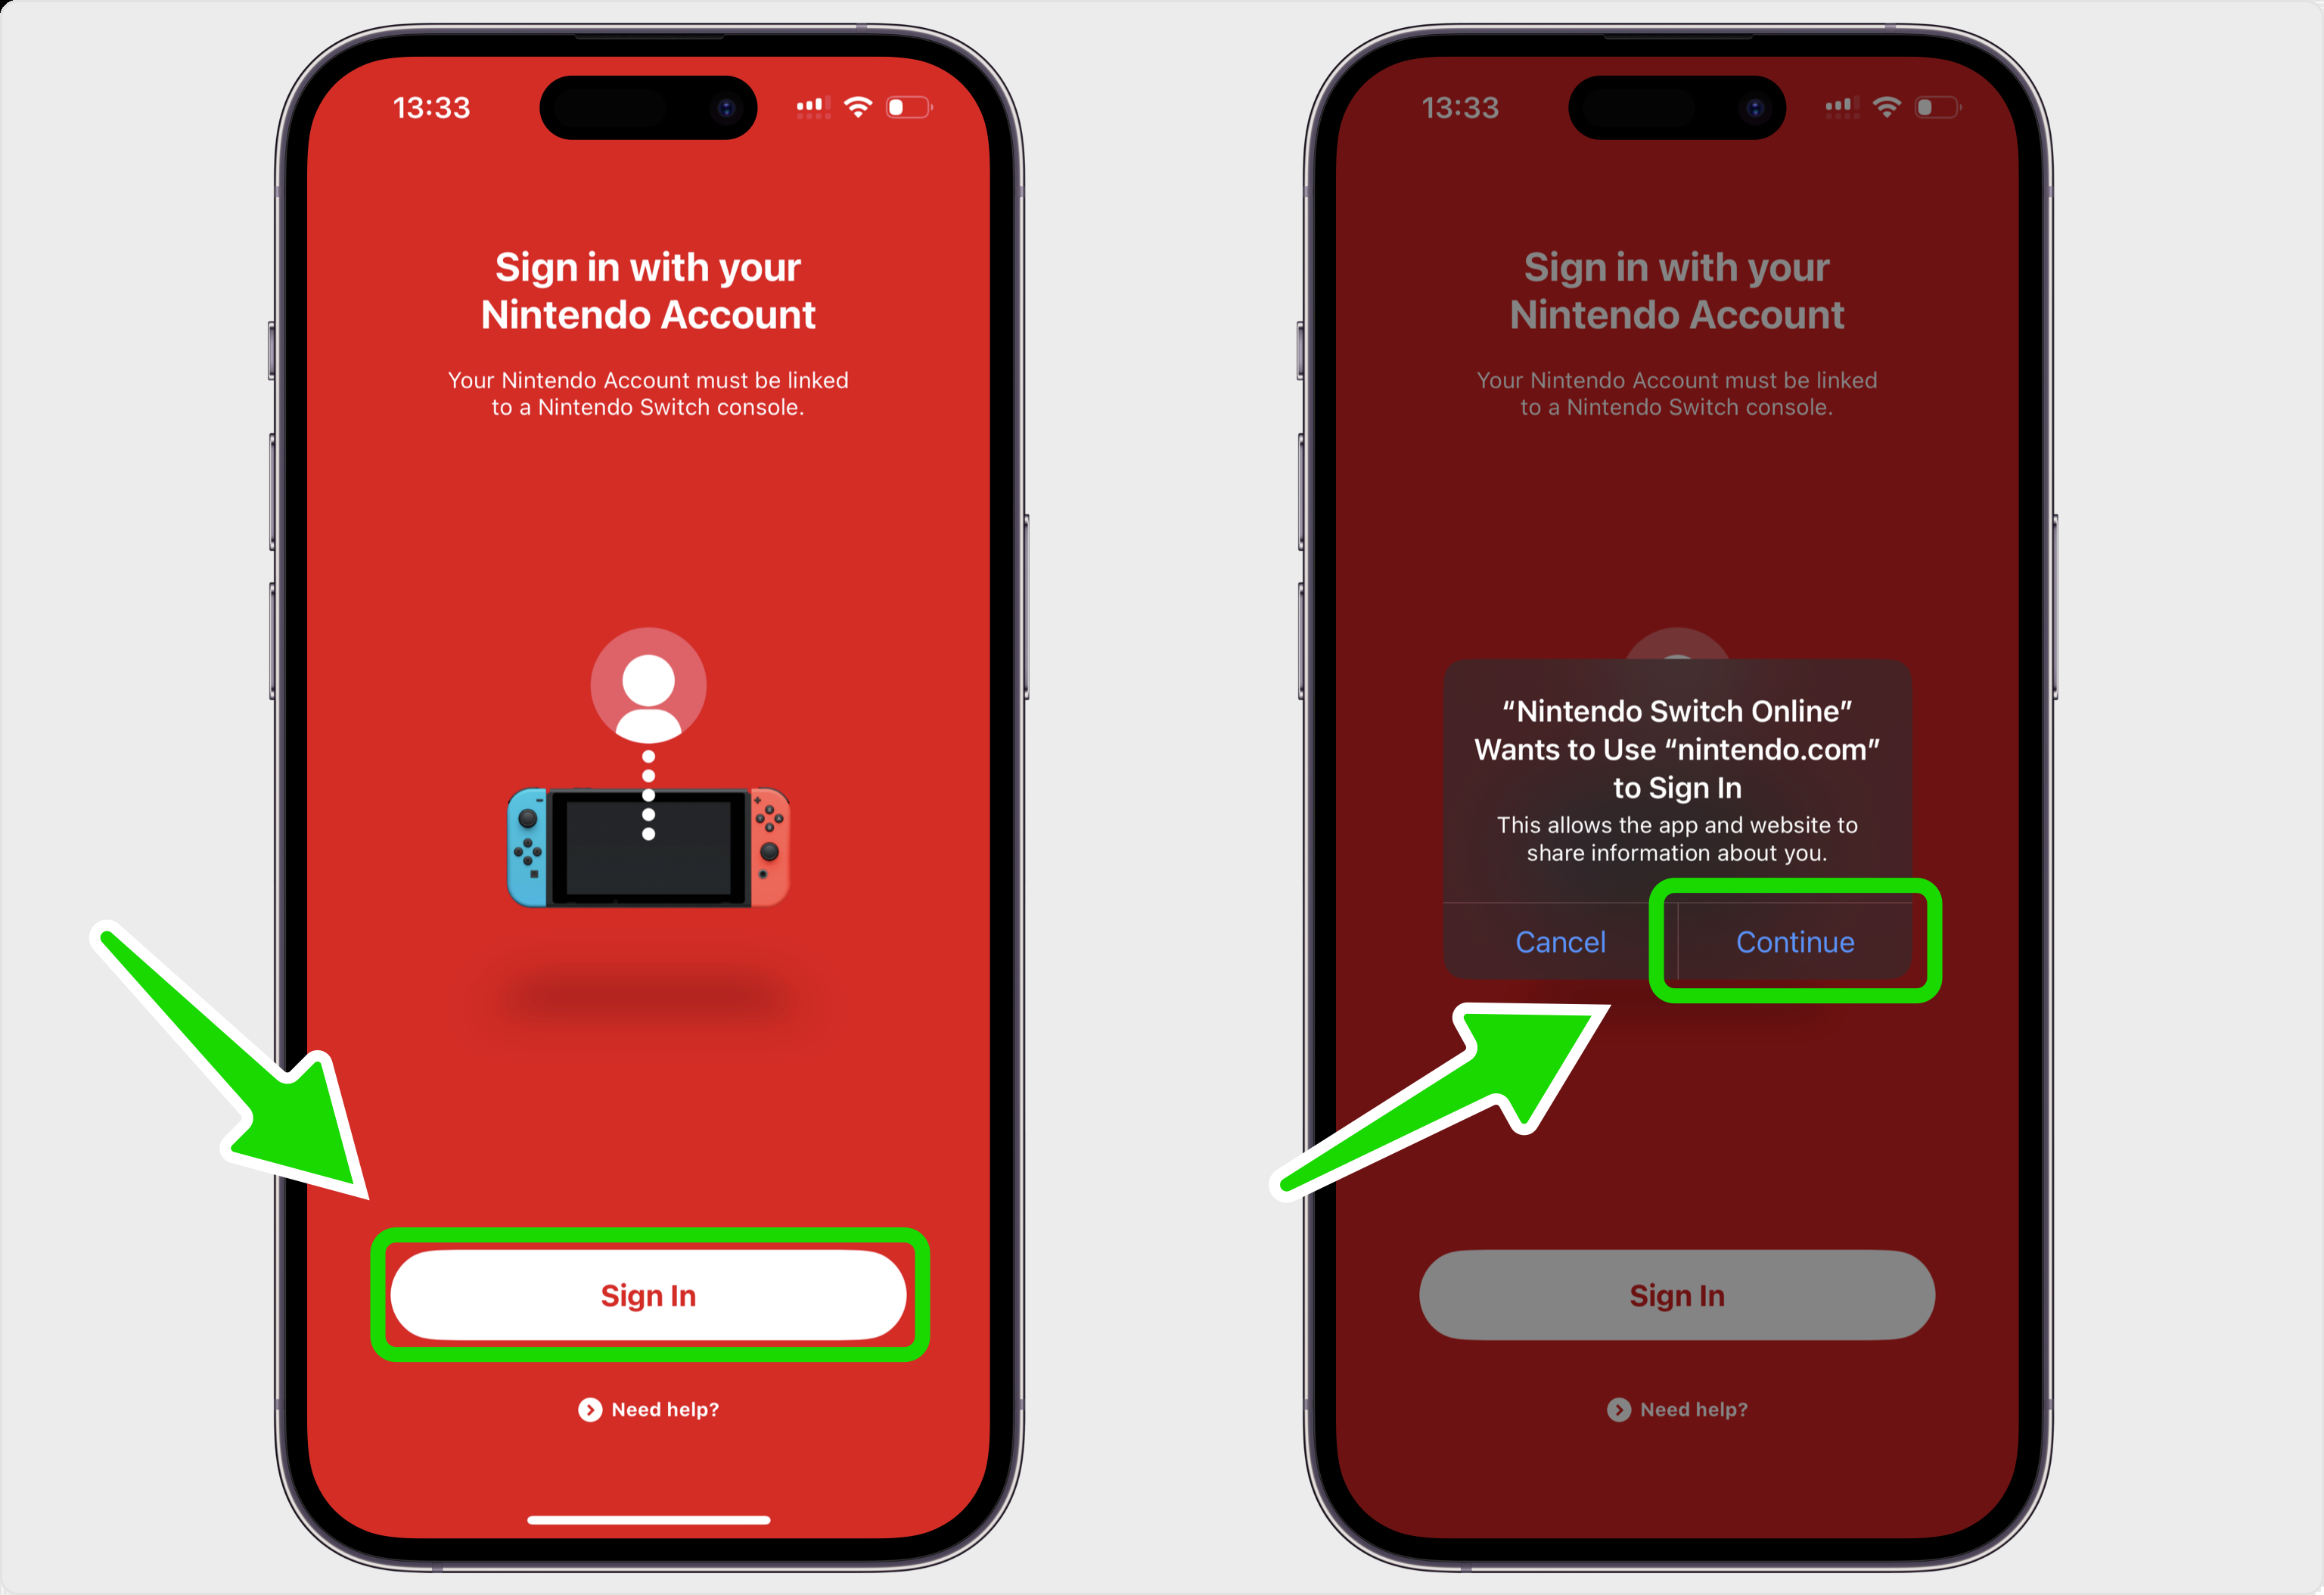 13:33
Sign in with your
Nintendo Account
Your Nintendo Account must be linked
to a Nintendo Switch console.
Sign In
Need help?
13:33
Sign in with your
Nintendo Account
Your Nintendo Account must be linked
to a Nintendo Switch console.
“Nintendo Switch Online”
Wants to Use “nintendo.com”
to Sign In
This allows the app and website to
share information about you.
Cancel
Continue
Sign In
Need help?